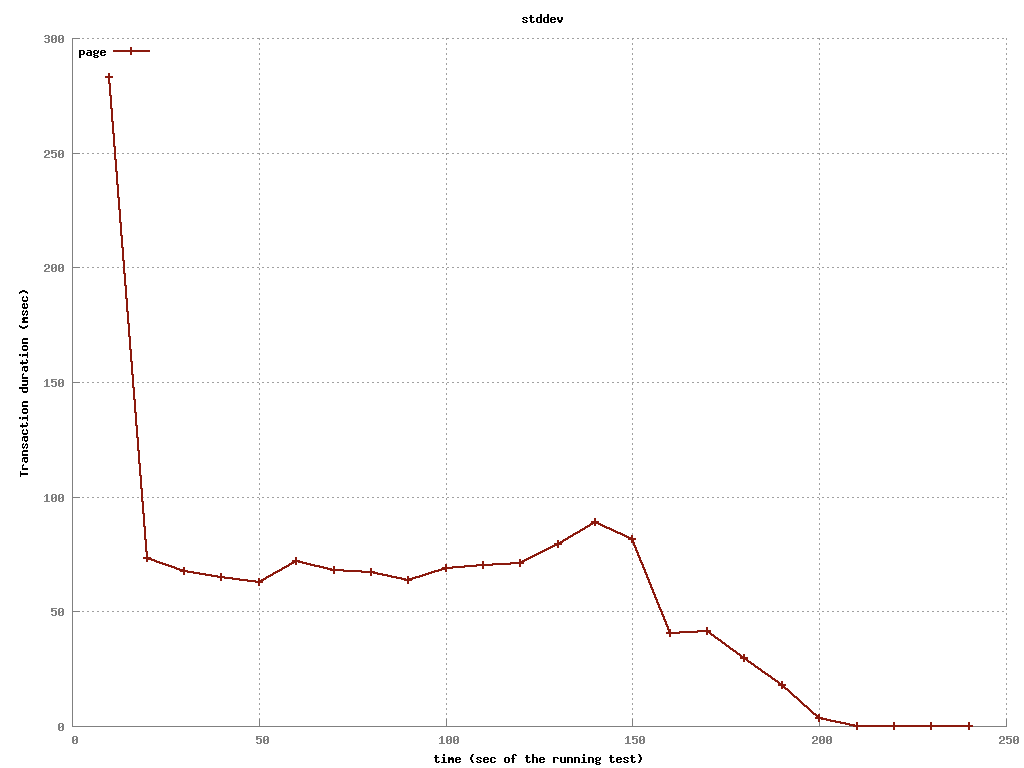 stddev
page
300
250
200
150
100
50
0
0 50 100 150 200 250
Transaction duration (msec)
time (sec of the running test)